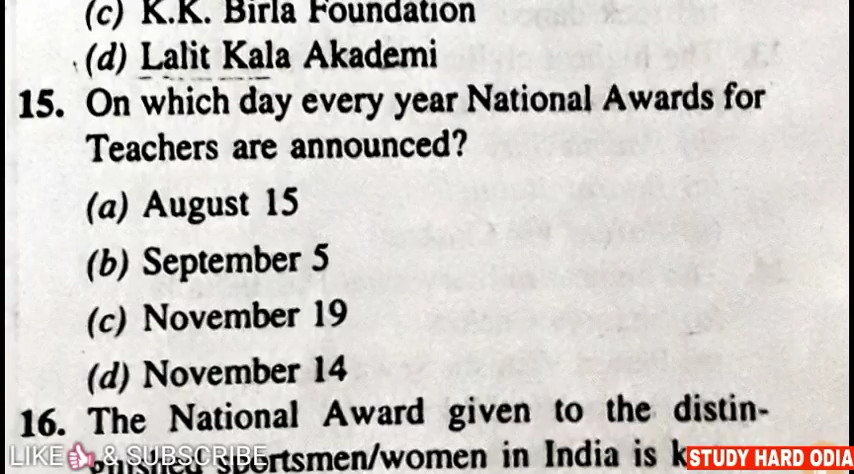 (c) K.K. Birla Foundation
(d) Lalit Kala Akademi
15. On which day every year National Awards for
Teachers are announced?
(a) August 15
(b) September 5
(c) November 19
(d) November 14
16. The National Award given to the distin-
sportsmen/women in India is
LIKE & SUBSCRIBE
STUDY HARD ODIA